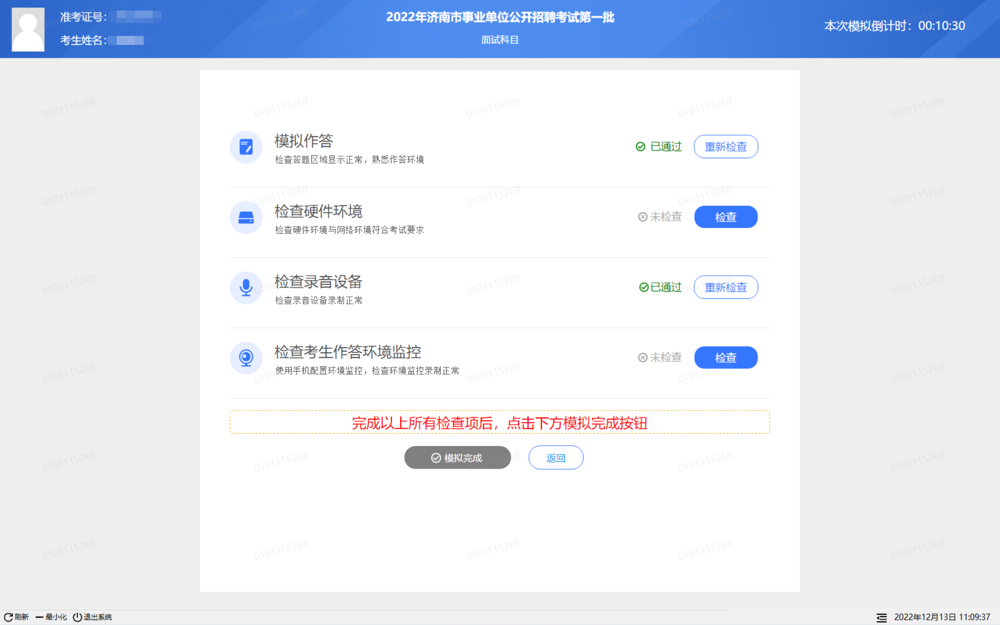 准考证号:
考生姓名:
2022年济南市事业单位公开招聘考试第一批
面试科目
本次模拟倒计时：00:10:30
模拟作答
检查答题区域显示正常，熟悉作答环境
已通过 重新检查
检查硬件环境
检查硬件环境与网络环境符合考试要求
未检查 检查
检查录音设备
检查录音设备录制正常
已通过 重新检查
检查考生作答环境监控
使用手机配置环境监控，检查环境监控录制正常
未检查 检查
完成以上所有检查项后，点击下方模拟完成按钮
模拟完成 返回
刷新 最小化 退出系统
2022年12月13日 11:09:37
0101115269